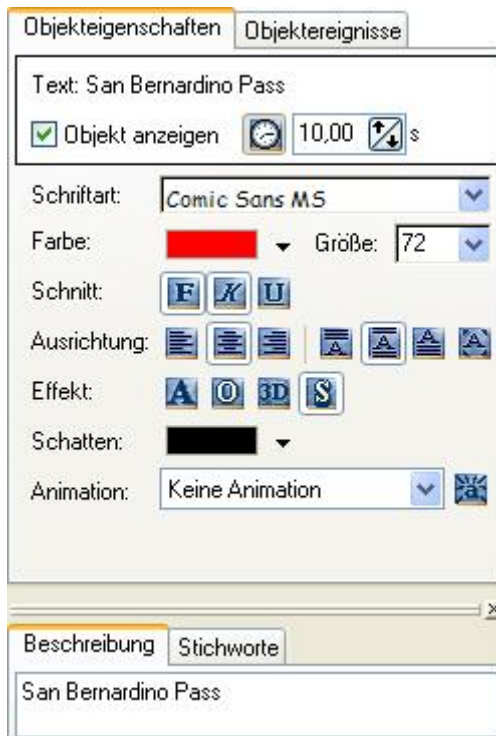 Objekteigenschaften Objektereignisse
Text: San Bernardino Pass
Objekt anzeigen 10,00 s
Schriftart: Comic Sans MS
Farbe: Größe: 72
Schnitt: F K U
Ausrichtung: A A A A
Effekt: A O 3D S
Schatten:
Animation: Keine Animation a
Beschreibung Stichworte
San Bernardino Pass